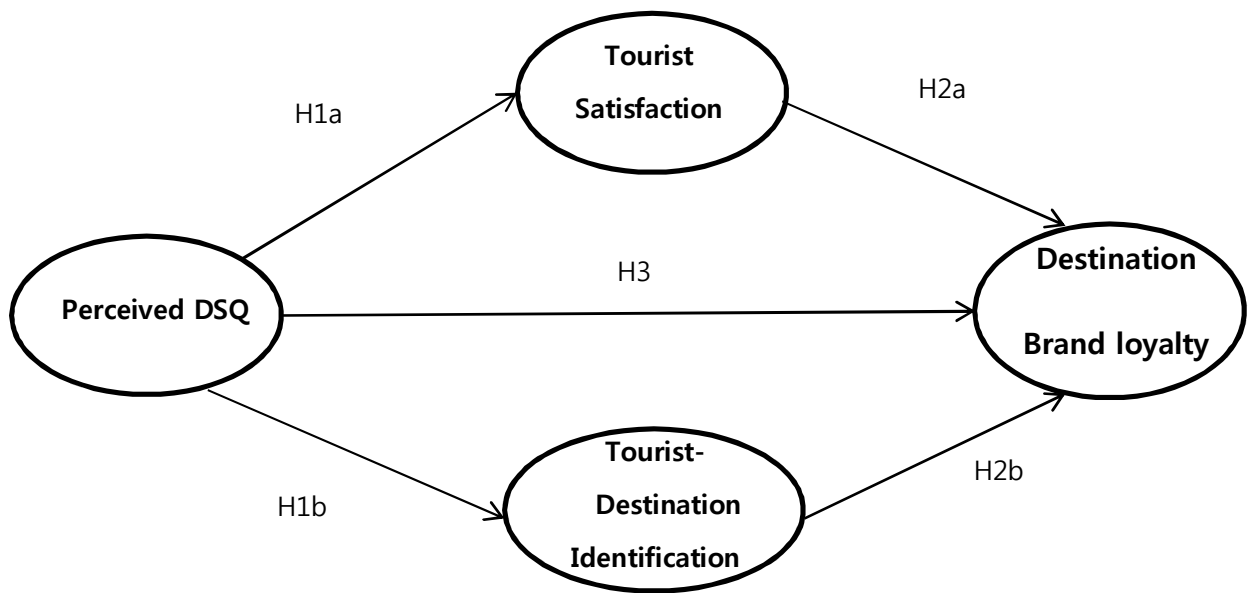 Tourist
Satisfaction
H1a
H2a
Perceived DSQ
H3
Destination
Brand loyalty
H1b
Tourist-
Destination
Identification
H2b